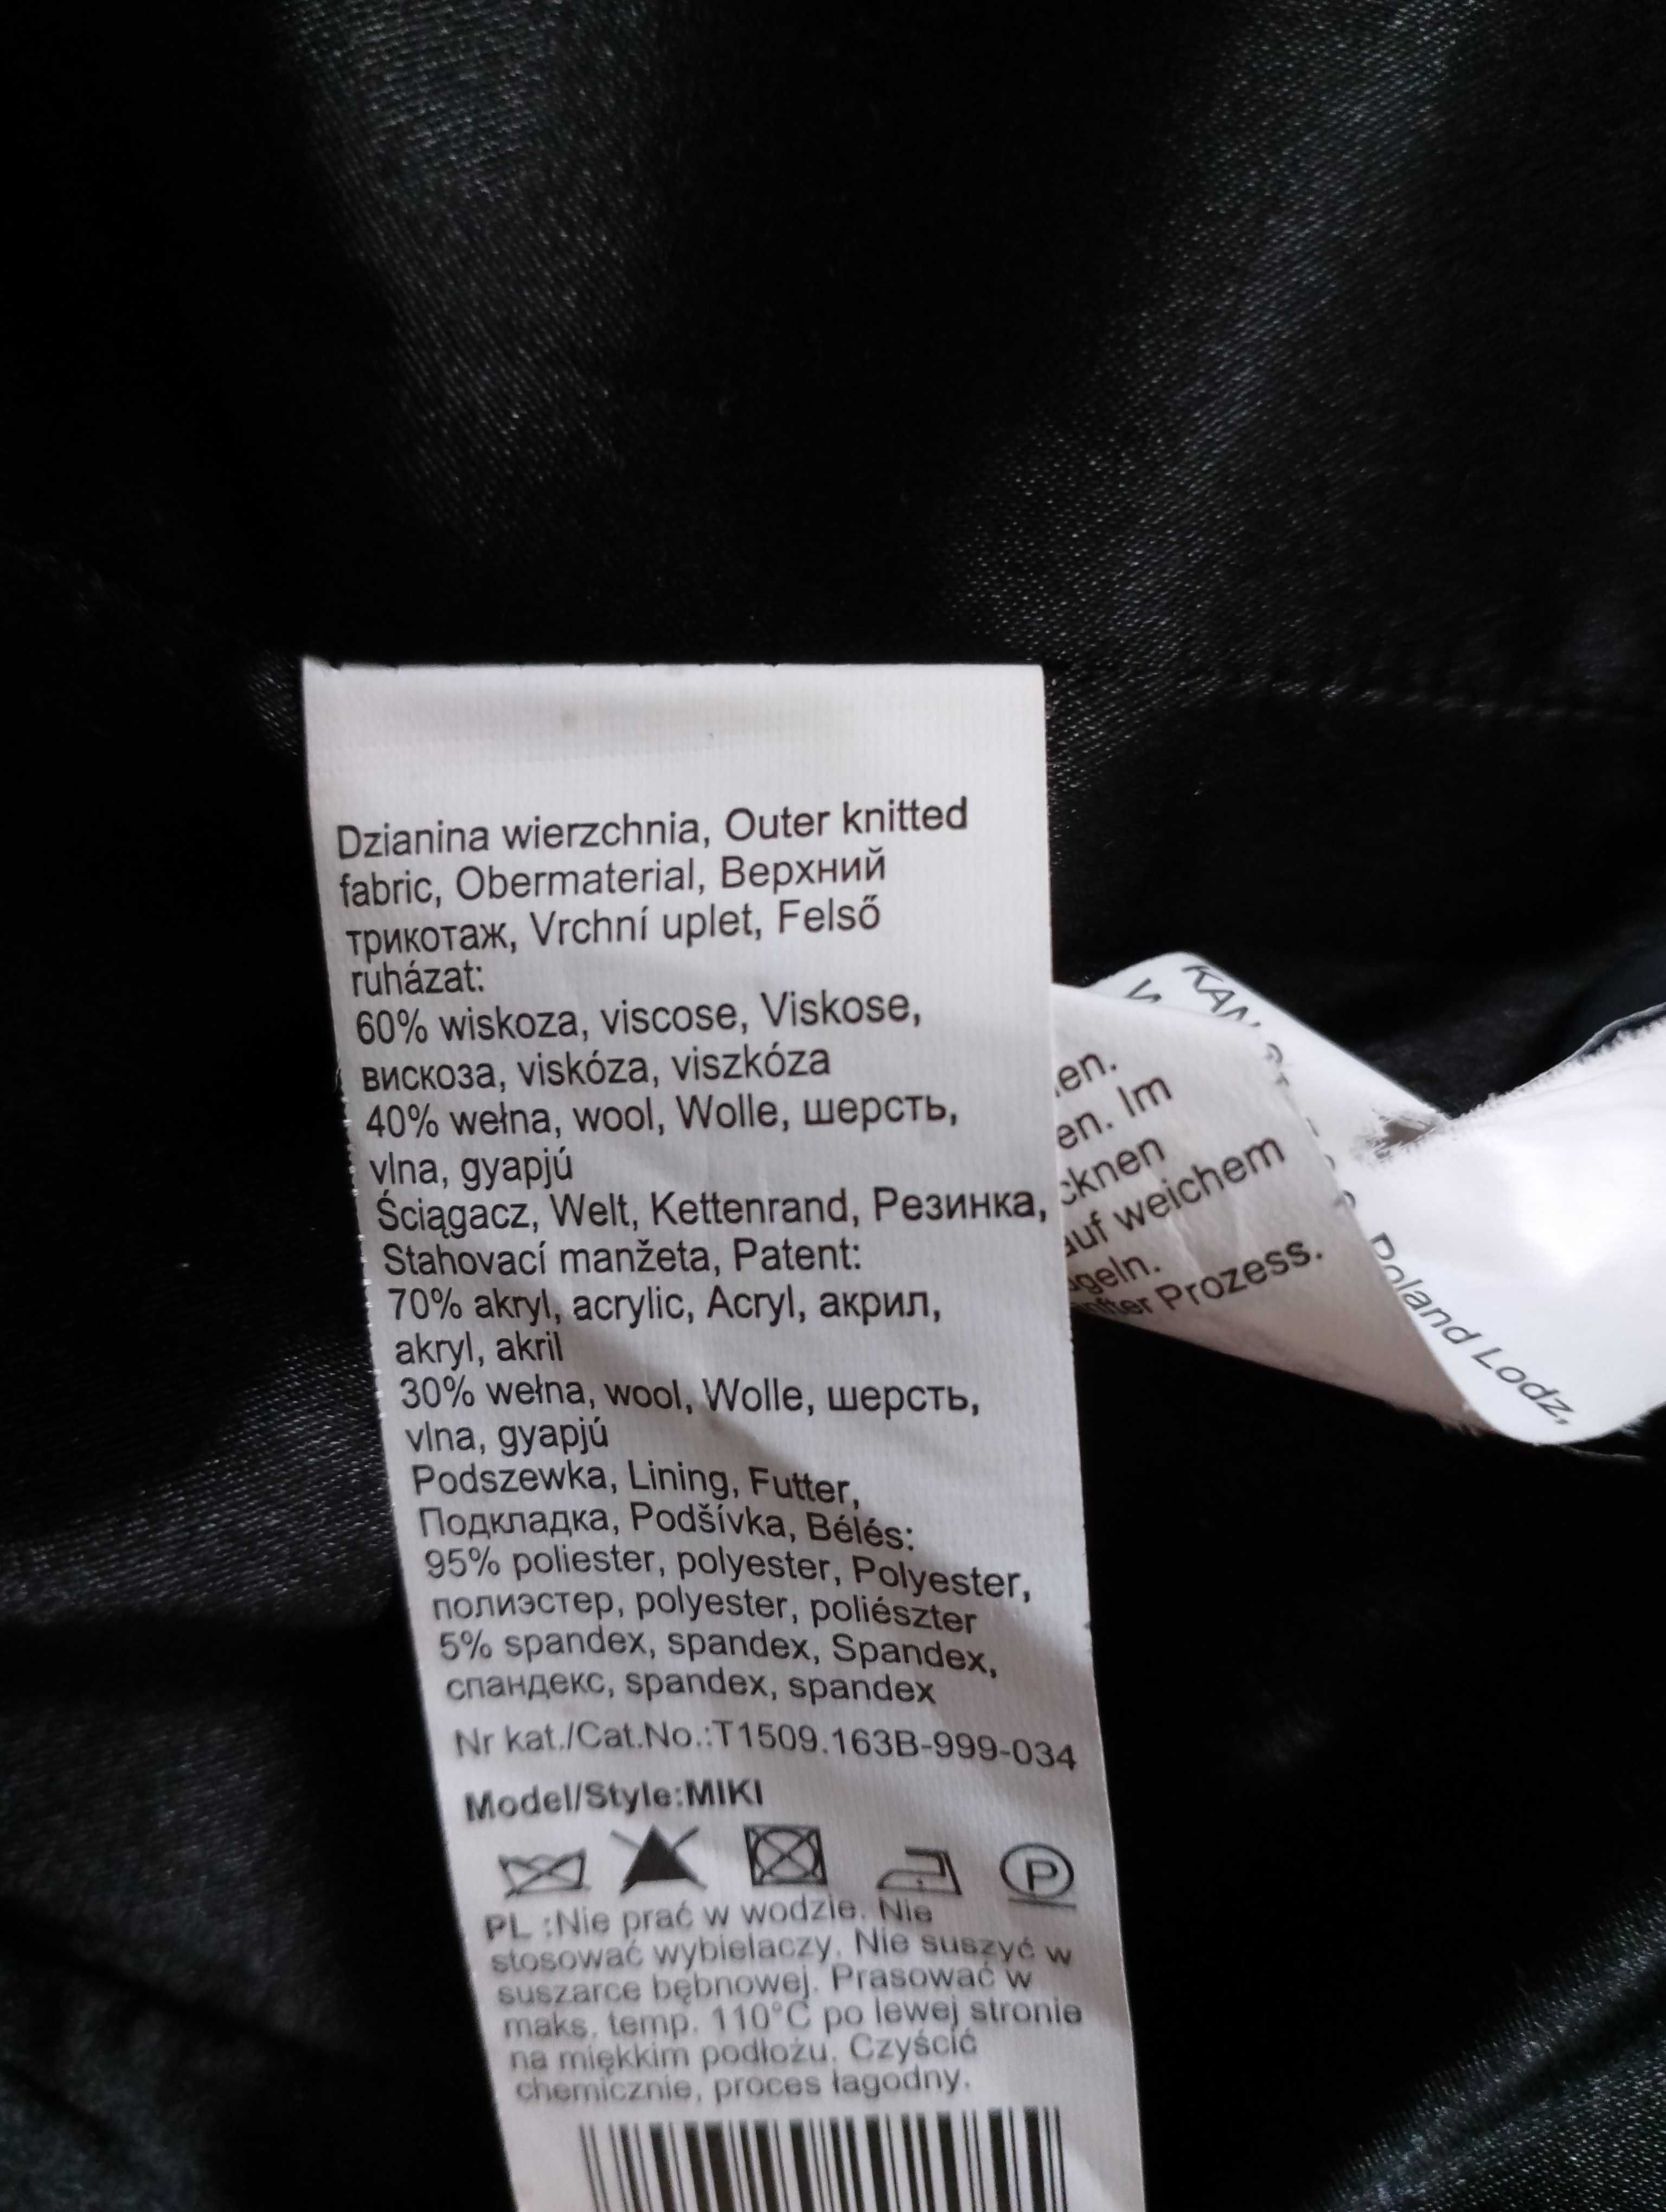 Dzianina wierzchnia, Outer knitted
fabric, Obermaterial, Верхний
трикотаж, Vrchní uplet, Felső
ruházat:
60% wiskoza, viscose, Viskose,
вискоза, viskóza, viszkóza
40% wełna, wool, Wolle, шерсть,
vlna, gyapjú
Ściągacz, Welt, Kettenrand, Резинка,
Stahovací manžeta, Patent:
70% akryl, acrylic, Acryl, акрил,
akryl, akril
30% wełna, wool, Wolle, шерсть,
vlna, gyapjú
Podszewka, Lining, Futter,
Подкладка, Podšívka, Bélés:
95% poliester, polyester, Polyester,
полиэстер, polyester, poliészter
5% spandex, spandex, Spandex,
спандекс, spandex, spandex
Nr kat./Cat.No.:T1509.163B-999-034
Model/Style:MIKI
P
PL :Nie prać w wodzie. Nie
stosować wybielaczy. Nie suszyć w
suszarce bębnowej. Prasować w
maks. temp. 110°C po lewej stronie
na miękkim podłożu. Czyścić
chemicznie, proces łagodny.
en.
en. Im
cknen
auf weichem
geln.
nfter Prozess.
KAN
Poland Lodz,